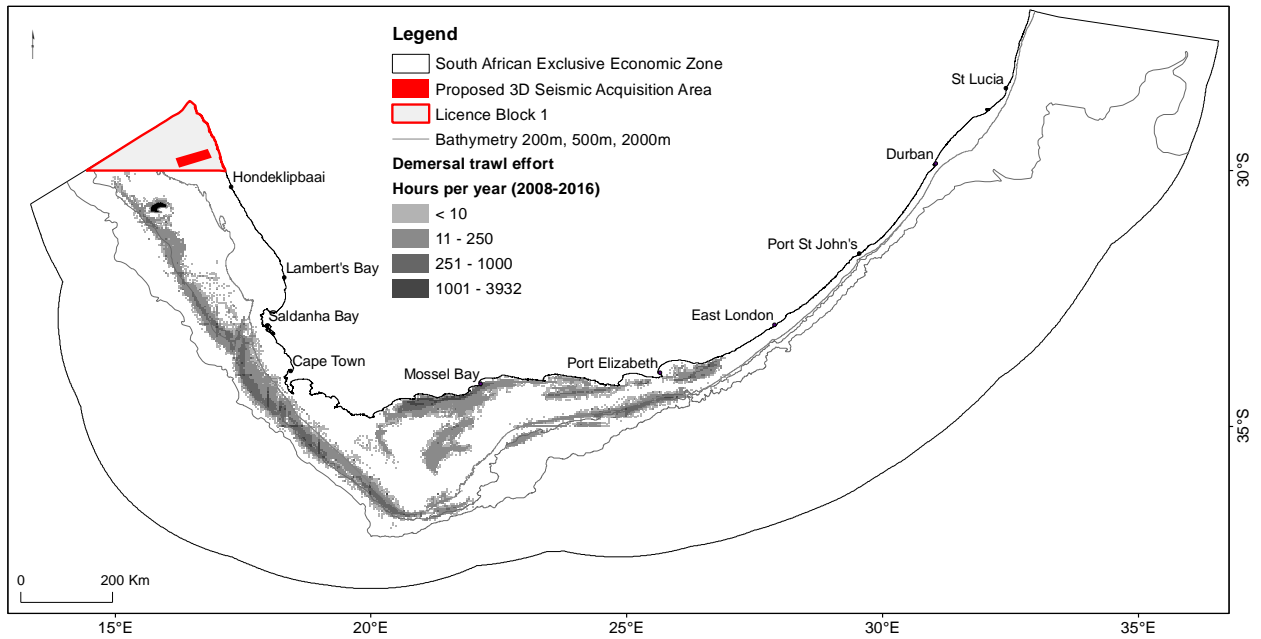 Legend
South African Exclusive Economic Zone
Proposed 3D Seismic Acquisition Area
Licence Block 1
Bathymetry 200m, 500m, 2000m
Demersal trawl effort
Hours per year (2008-2016)
< 10
11 - 250
251 - 1000
1001 - 3932
St Lucia
Durban
Hondeklipbaai
Port St John's
Lambert's Bay
Saldanha Bay
East London
Cape Town
Port Elizabeth
Mossel Bay
30°S
35°S
0 200 Km
15°E 20°E 25°E 30°E 35°E